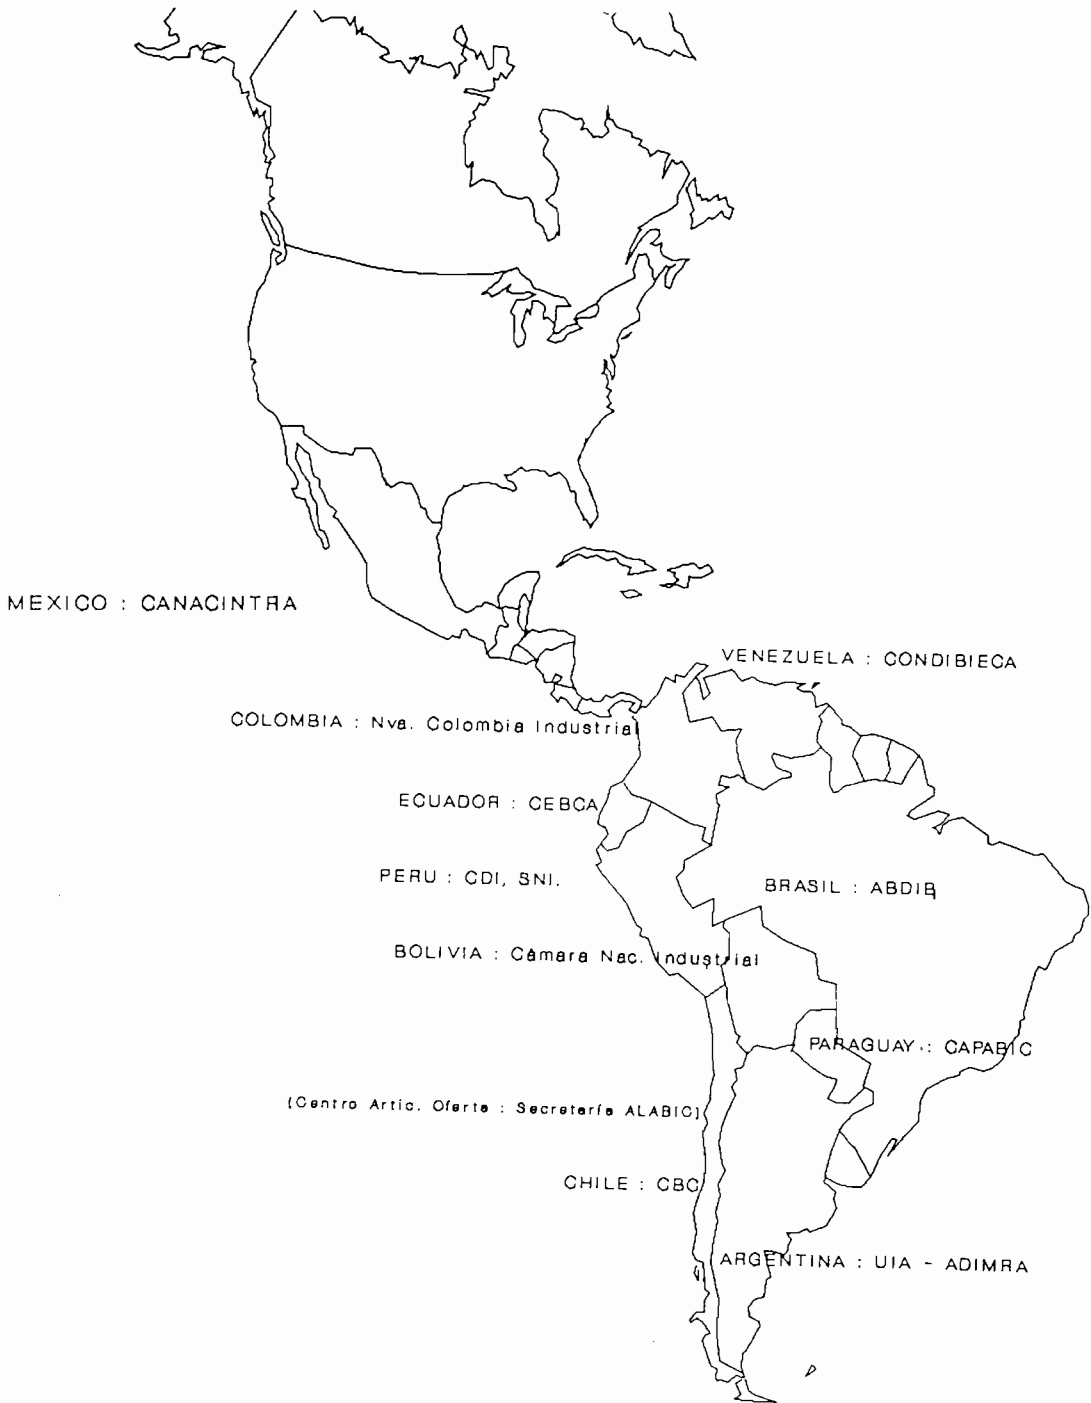 MEXICO : CANACINTRA
VENEZUELA : CONDIBIECA
COLOMBIA : Nva. Colombia Industrial
ECUADOR : CEBCA
PERU : CDI, SNI.
BRASIL : ABDIB
BOLIVIA : Cámara Nac. Industrial
PARAGUAY : CAPABIC
(Centro Artic. Oferta : Secretaría ALABIC)
CHILE : CBC
ARGENTINA : UIA - ADIMRA